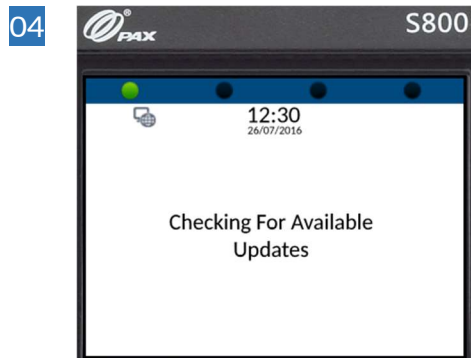 04
PAX®
S800
12:30
26/07/2016
Checking For Available
Updates